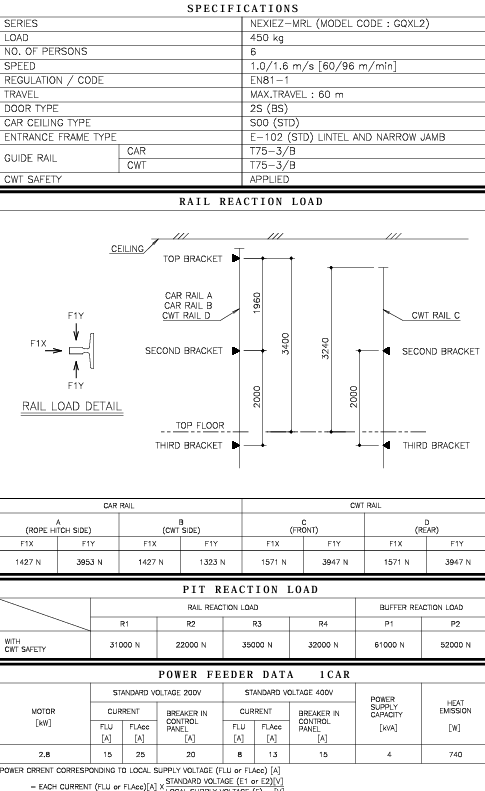 SPECIFICATIONS
SERIES NEXIEZ-MRL (MODEL CODE : GQXL2)
LOAD 450 kg
NO. OF PERSONS 6
SPEED 1.0/1.6 m/s [60/96 m/min]
REGULATION / CODE EN81-1
TRAVEL MAX.TRAVEL : 60 m
DOOR TYPE 2S (BS)
CAR CEILING TYPE S00 (STD)
ENTRANCE FRAME TYPE E-102 (STD) LINTEL AND NARROW JAMB
GUIDE RAIL CAR T75-3/B
CWT T75-3/B
CWT SAFETY APPLIED
RAIL REACTION LOAD
CEILING
TOP BRACKET
CAR RAIL A
CAR RAIL B
CWT RAIL D
1960
3400
3240
CWT RAIL C
F1Y
F1X
F1Y
SECOND BRACKET
SECOND BRACKET
RAIL LOAD DETAIL
2000
2000
TOP FLOOR
THIRD BRACKET
THIRD BRACKET
CAR RAIL CWT RAIL
A B C D
(ROPE HITCH SIDE) (CWT SIDE) (FRONT) (REAR)
F1X F1Y F1X F1Y F1X F1Y F1X F1Y
1427 N 3953 N 1427 N 1323 N 1571 N 3947 N 1571 N 3947 N
PIT REACTION LOAD
RAIL REACTION LOAD BUFFER REACTION LOAD
R1 R2 R3 R4 P1 P2
WITH
CWT SAFETY 31000 N 22000 N 35000 N 32000 N 61000 N 52000 N
POWER FEEDER DATA 1CAR
MOTOR
[kW]
STANDARD VOLTAGE 200V STANDARD VOLTAGE 400V
POWER
SUPPLY
CAPACITY
[kVA]
HEAT
EMISSION
[W]
CURRENT
BREAKER IN
CONTROL
PANEL
[A]
CURRENT
BREAKER IN
CONTROL
PANEL
[A]
FLU FLAcc FLU FLAcc
[A] [A] [A] [A]
2.8 15 25 20 8 13 15 4 740
POWER CRRENT CORRESPONDING TO LOCAL SUPPLY VOLTAGE (FLU or FLAcc) [A]
= EACH CURRENT (FLU or FLAcc)[A] X STANDARD VOLTAGE (E1 or E2)[V]